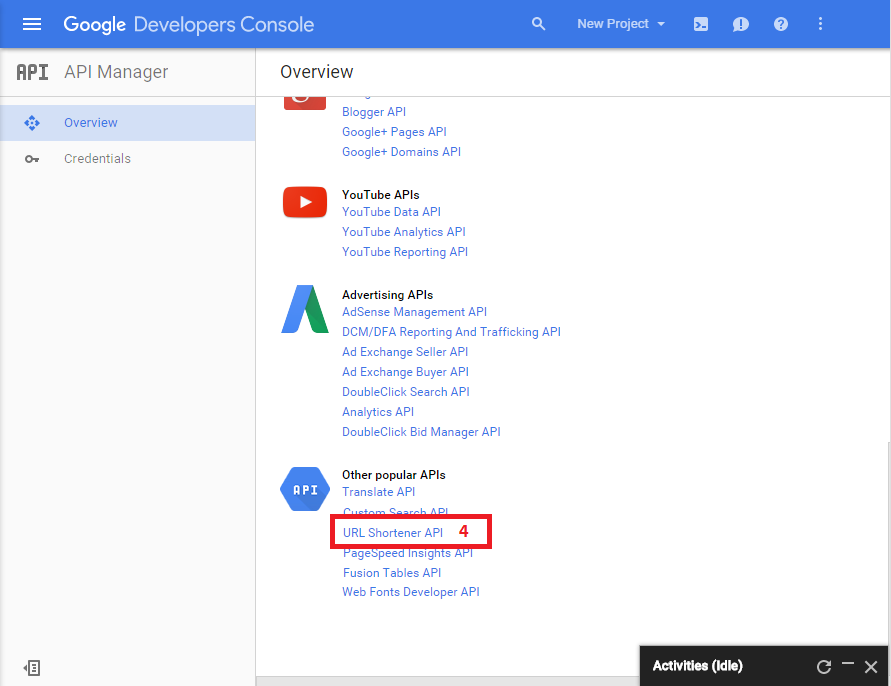 Google Developers Console
New Project
API
API Manager
Overview
Overview
Credentials
Blogger API
Google+ Pages API
Google+ Domains API
YouTube APIs
YouTube Data API
YouTube Analytics API
YouTube Reporting API
Advertising APIs
AdSense Management API
DCM/DFA Reporting And Trafficking API
Ad Exchange Seller API
Ad Exchange Buyer API
DoubleClick Search API
Analytics API
DoubleClick Bid Manager API
API
Other popular APIs
Translate API
Custom Search API
URL Shortener API 4
PageSpeed Insights API
Fusion Tables API
Web Fonts Developer API
Activities (Idle)